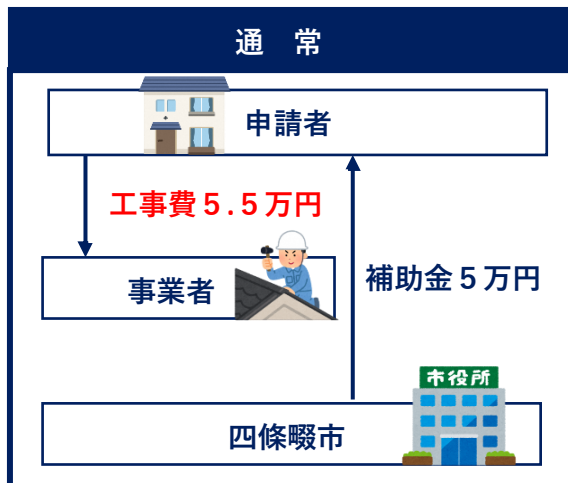 通　常
申請者
工事費５.５万円
事業者
補助金５万円
市役所
四條畷市